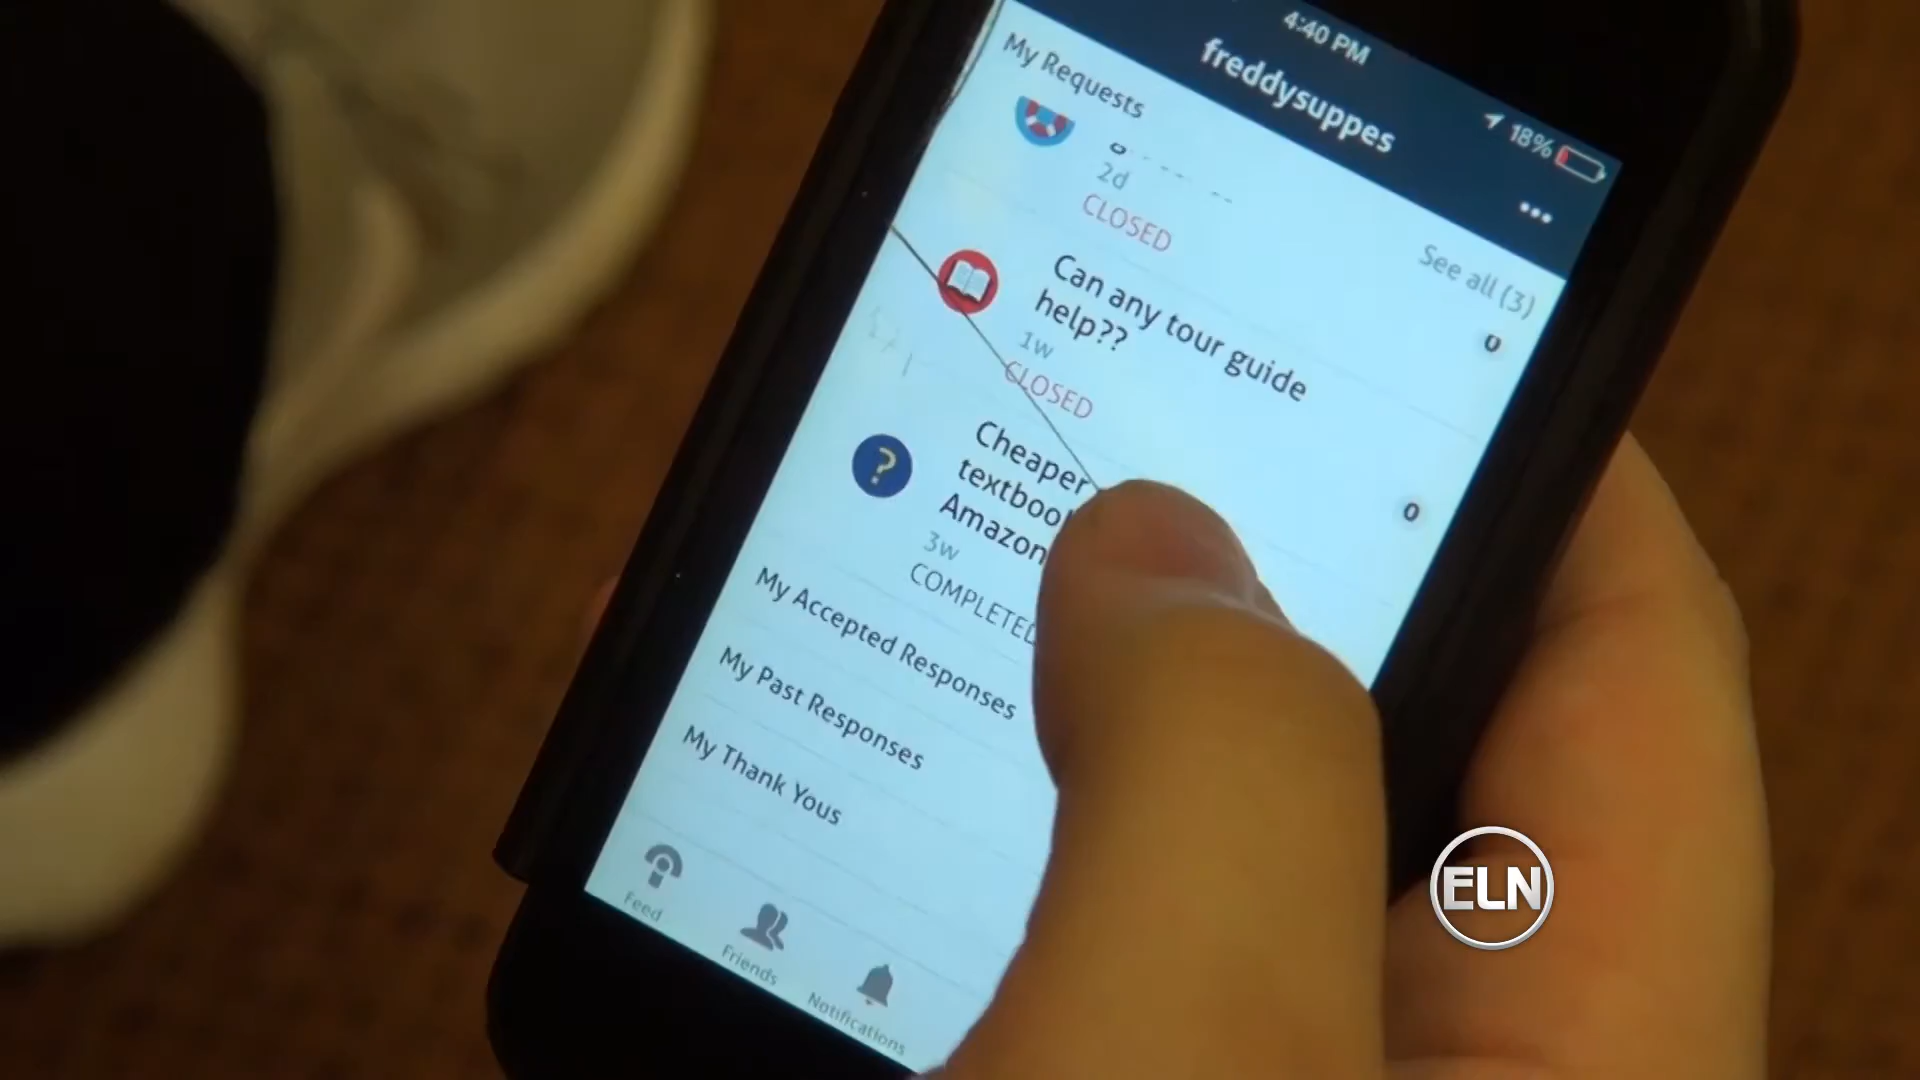 4:40 PM
freddysuppes
18%
My Requests
See all (3)
2d
CLOSED
Can any tour guide
help??
0
1w
CLOSED
Cheaper
Amazon
0
3w
COMPLETED
My Accepted Responses
My Past Responses
My Thank Yous
Feed
Friends
Notifications
ELN